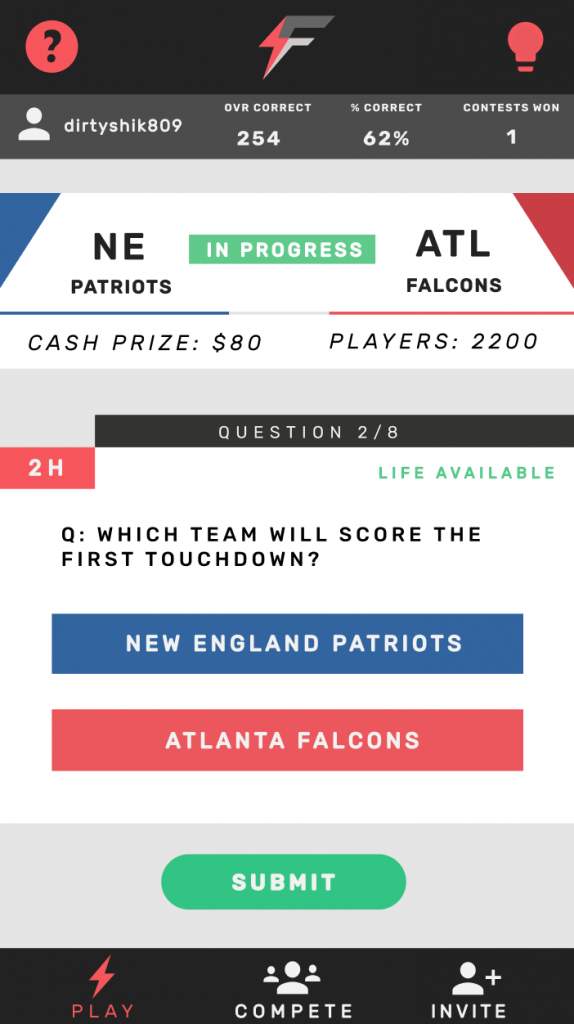 ?
F
dirtyshik809
OVR CORRECT
254
% CORRECT
62%
CONTESTS WON
1
NE
PATRIOTS
IN PROGRESS
ATL
FALCONS
CASH PRIZE: $80
PLAYERS: 2200
QUESTION 2/8
2H
LIFE AVAILABLE
Q: WHICH TEAM WILL SCORE THE
FIRST TOUCHDOWN?
NEW ENGLAND PATRIOTS
ATLANTA FALCONS
SUBMIT
PLAY
COMPETE
INVITE